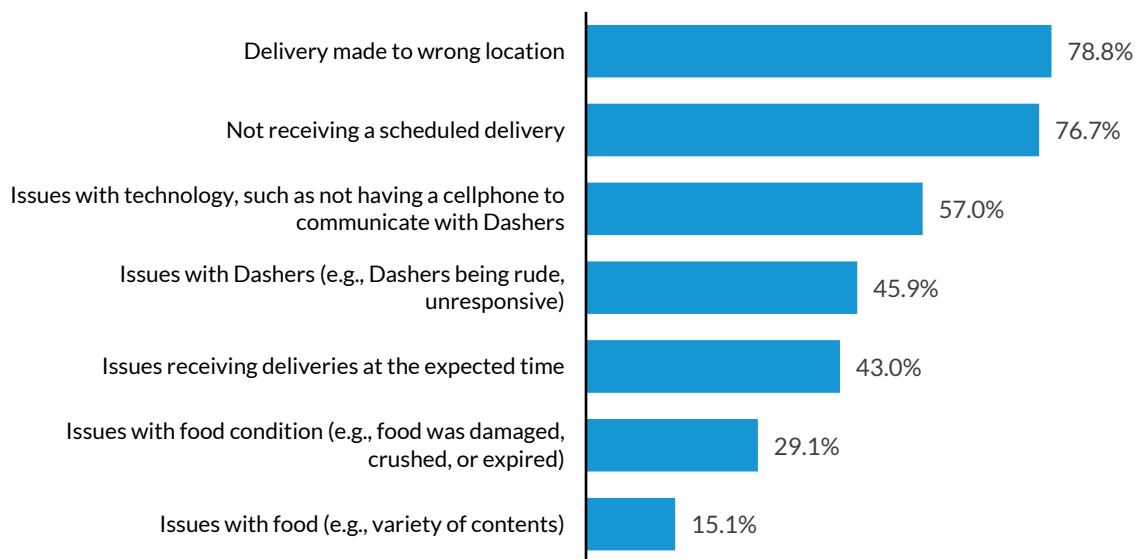 Delivery made to wrong location
78.8%
Not receiving a scheduled delivery
76.7%
Issues with technology, such as not having a cellphone to
communicate with Dashers
57.0%
Issues with Dashers (e.g., Dashers being rude,
unresponsive)
45.9%
Issues receiving deliveries at the expected time
43.0%
Issues with food condition (e.g., food was damaged,
crushed, or expired)
29.1%
Issues with food (e.g., variety of contents)
15.1%